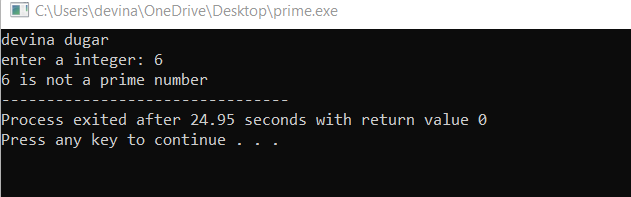 C:\Users\devina\OneDrive\Desktop\prime.exe
devina dugar
enter a integer: 6
6 is not a prime number
--------------------------------
Process exited after 24.95 seconds with return value 0
Press any key to continue . . .